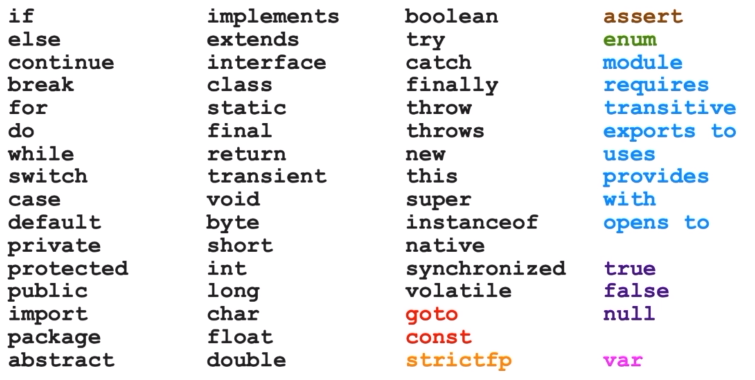 if implements boolean assert
else extends try enum
continue interface catch module
break class finally requires
for static throw transitive
do final throws exports to
while return new uses
switch transient this provides
case void super with
default byte instanceof opens to
private short native
protected int synchronized true
public long volatile false
import char goto null
package float const
abstract double strictfp var